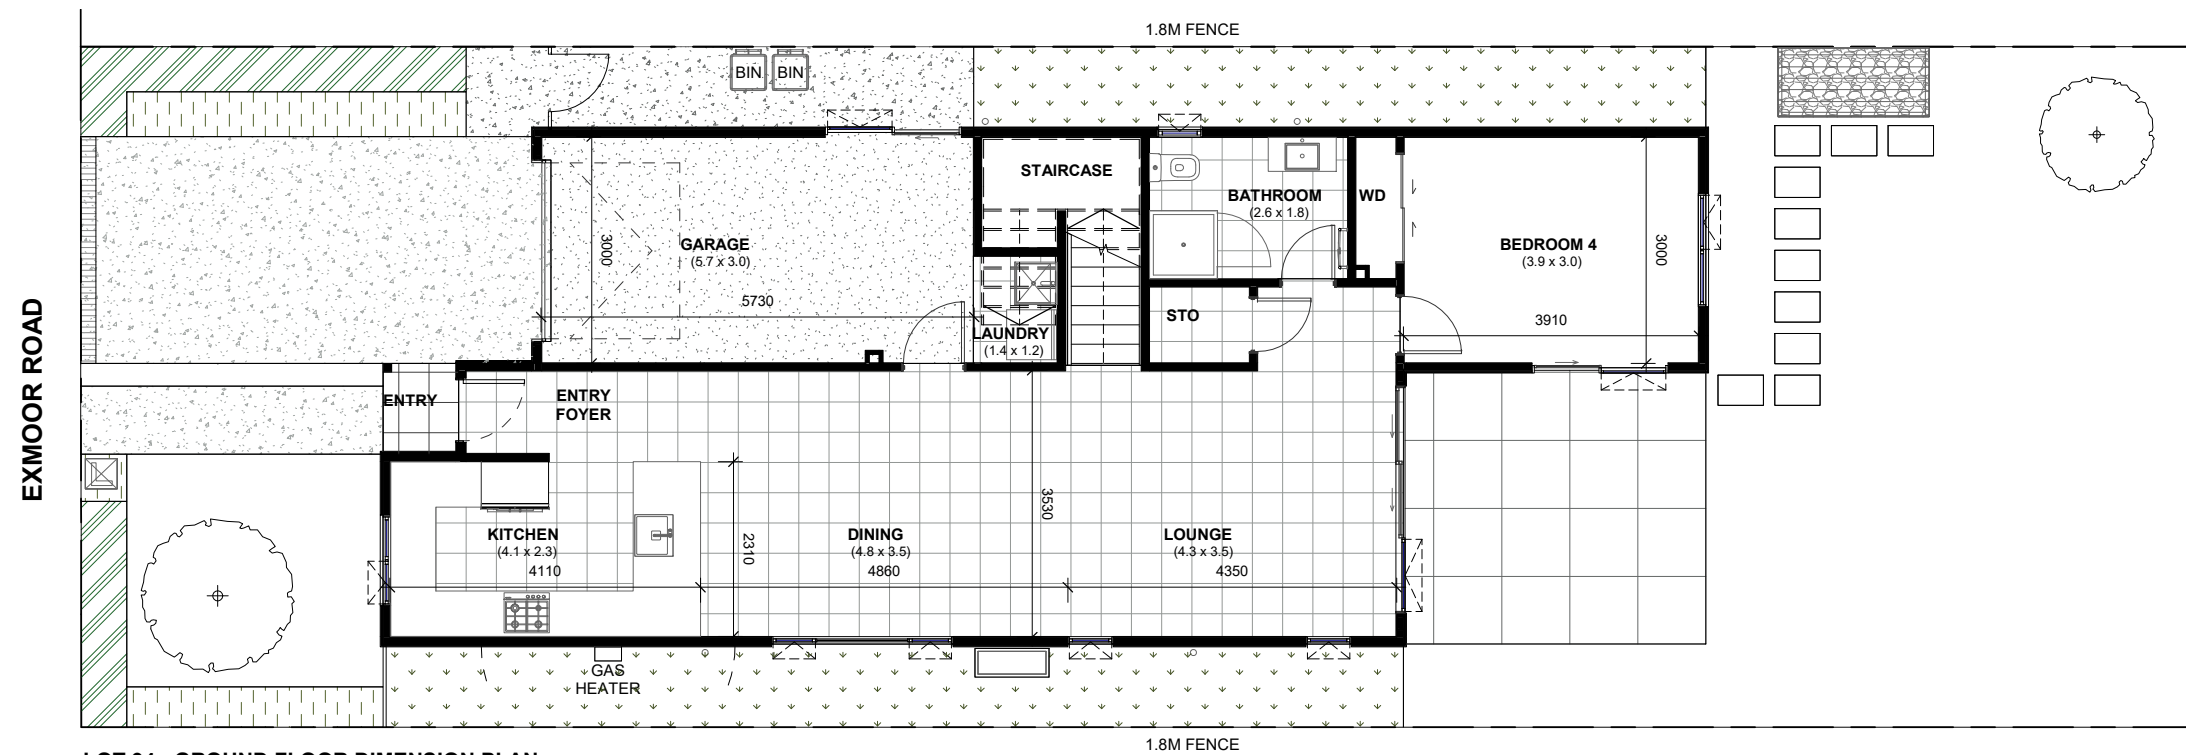 1.8M FENCE
BIN
BIN
STAIRCASE
BATHROOM
(2.6 x 1.8)
WD
GARAGE
(5.7 x 3.0)
3000
BEDROOM 4
(3.9 x 3.0)
3000
5730
STO
3910
LAUNDRY
(1.4 x 1.2)
EXMOOR ROAD
ENTRY
ENTRY
FOYER
KITCHEN
(4.1 x 2.3)
4110
2310
DINING
(4.8 x 3.5)
4860
3530
LOUNGE
(4.3 x 3.5)
4350
GAS
HEATER
1.8M FENCE